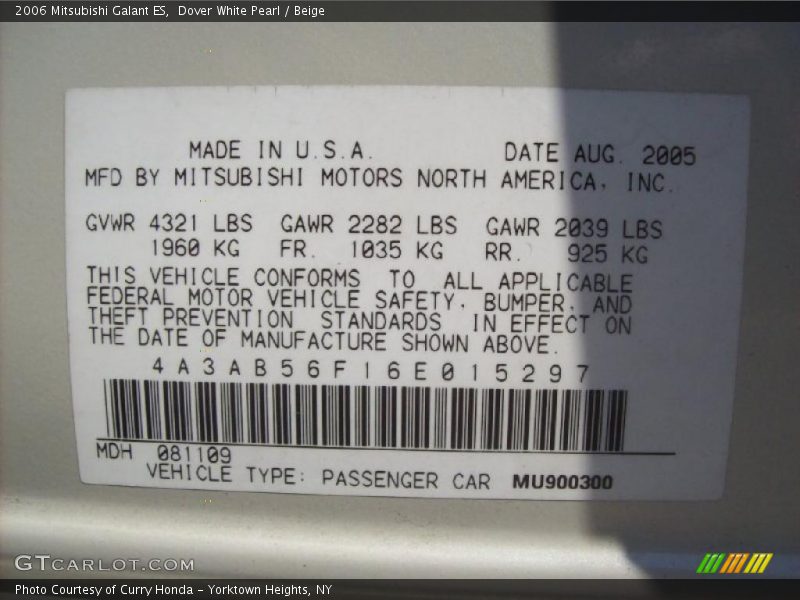 2006 Mitsubishi Galant ES,  Dover White Pearl / Beige
MADE IN U.S.A. DATE AUG. 2005
MFD BY MITSUBISHI MOTORS NORTH AMERICA, INC.
GVWR 4321 LBS GAWR 2282 LBS GAWR 2039 LBS
1960 KG FR. 1035 KG RR. 925 KG
THIS VEHICLE CONFORMS TO ALL APPLICABLE
FEDERAL MOTOR VEHICLE SAFETY, BUMPER, AND
THEFT PREVENTION STANDARDS IN EFFECT ON
THE DATE OF MANUFACTURE SHOWN ABOVE.
4A3AB56F16E015297
MDH 081109
VEHICLE TYPE: PASSENGER CAR MU900300
GTCARLOT.COM
Photo Courtesy of Curry Honda - Yorktown Heights, NY